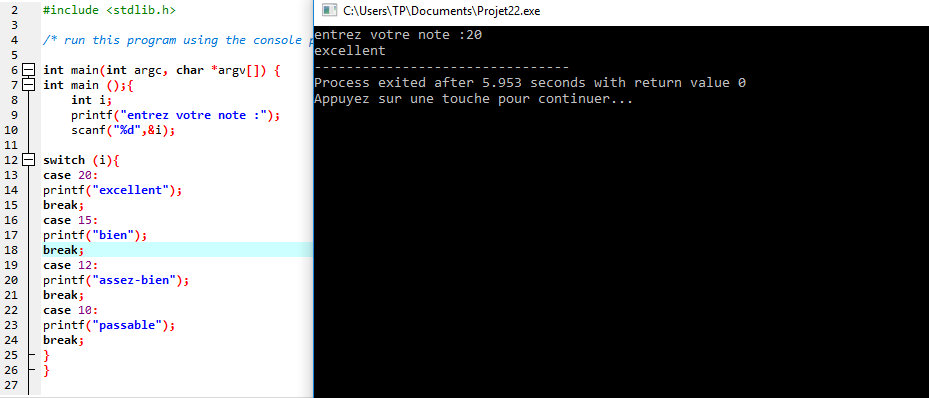 2 #include <stdlib.h>
3
4 /* run this program using the console
5
6 int main(int argc, char *argv[]) {
7 int main ();{
8 int i;
9 printf("entrez votre note :");
10 scanf("%d",&i);
11
12 switch (i){
13 case 20:
14 printf("excellent");
15 break;
16 case 15:
17 printf("bien");
18 break;
19 case 12:
20 printf("assez-bien");
21 break;
22 case 10:
23 printf("passable");
24 break;
25 }
26 }
27
C:\Users\TP\Documents\Projet22.exe
entrez votre note :20
excellent
--------------------------------
Process exited after 5.953 seconds with return value 0
Appuyez sur une touche pour continuer...